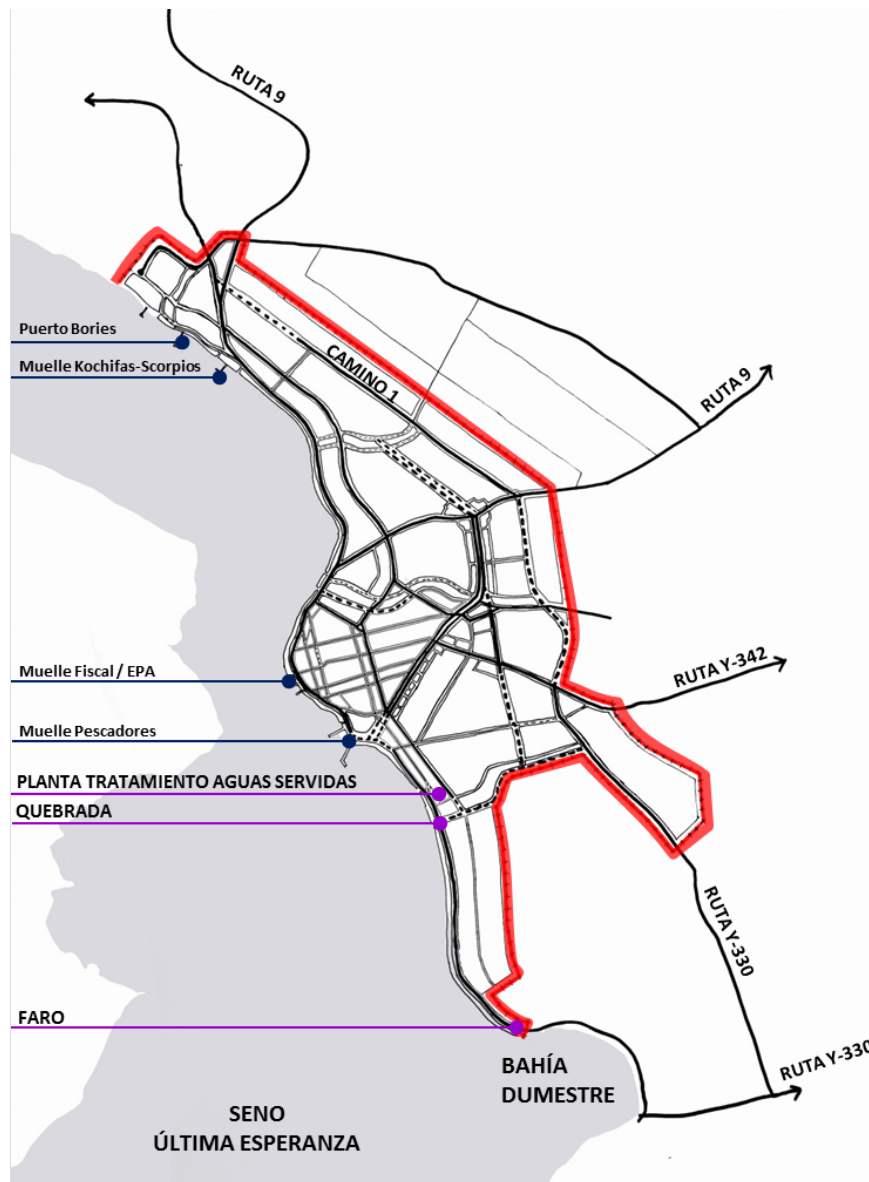 RUTA 9
Puerto Bories
Muelle Kochifas-Scorpios
CAMINO 1
RUTA 9
Muelle Fiscal / EPA
RUTA Y-342
Muelle Pescadores
PLANTA TRATAMIENTO AGUAS SERVIDAS
QUEBRADA
RUTA Y-330
FARO
BAHÍA
DUMESTRE
RUTA Y-330
SENO
ÚLTIMA ESPERANZA